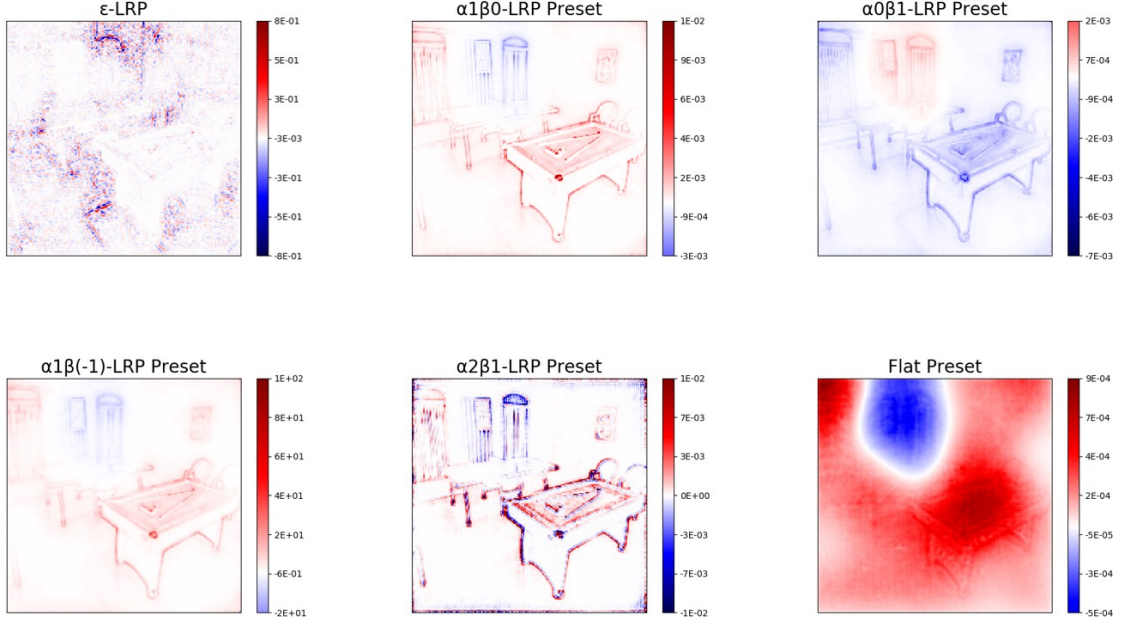 ε-LRP
8E-01
5E-01
3E-01
-3E-03
-3E-01
-5E-01
-8E-01
α1β0-LRP Preset
1E-02
9E-03
6E-03
4E-03
2E-03
-9E-04
-3E-03
α0β1-LRP Preset
2E-03
7E-04
-9E-04
-2E-03
-4E-03
-6E-03
-7E-03
α1β(-1)-LRP Preset
1E+02
8E+01
6E+01
4E+01
2E+01
-6E-01
-2E+01
α2β1-LRP Preset
1E-02
7E-03
3E-03
0E+00
-3E-03
-7E-03
-1E-02
Flat Preset
9E-04
7E-04
4E-04
2E-04
-5E-05
-3E-04
-5E-04